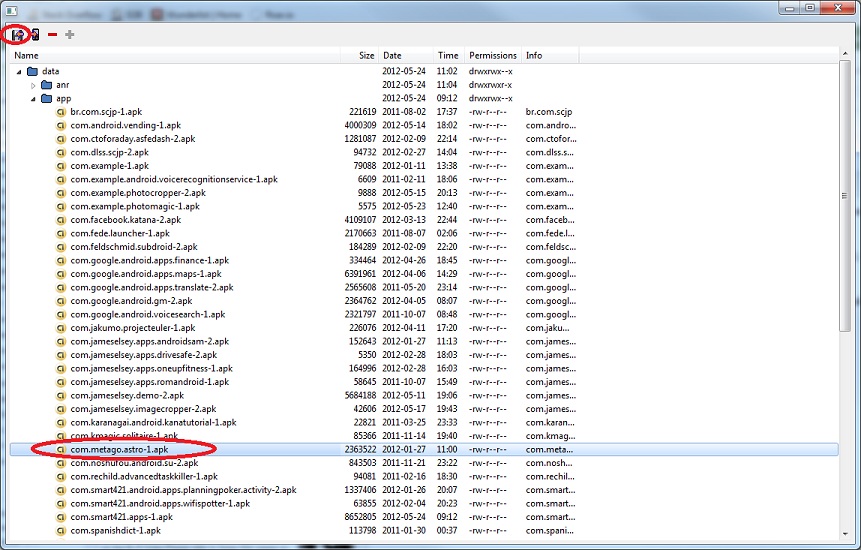 Name Size Date Time Permissions Info
data 2012-05-24 11:02 drwxrwx--x
anr 2012-05-24 11:04 drwxrwxr-x
app 2012-05-24 09:12 drwxrwx--x
br.com.scjp-1.apk 221619 2011-08-02 17:37 -rw-r--r-- br.com.scjp
com.android.vending-1.apk 4000309 2012-05-14 18:02 -rw-r--r-- com.andro...
com.ctoforaday.asfedash-2.apk 1281087 2012-02-09 22:14 -rw-r--r-- com.ctofor...
com.dlss.scjp-2.apk 94732 2012-02-27 14:04 -rw-r--r-- com.dlss.s...
com.example-1.apk 79088 2012-01-11 13:38 -rw-r--r-- com.exam...
com.example.android.voicerecognitionservice-1.apk 6609 2011-02-11 18:06 -rw-r--r-- com.exam...
com.example.photocropper-2.apk 9888 2012-05-15 20:13 -rw-r--r-- com.exam...
com.example.photomagic-1.apk 5575 2012-05-23 12:40 -rw-r--r-- com.exam...
com.facebook.katana-2.apk 4109107 2012-03-13 22:44 -rw-r--r-- com.faceb...
com.fede.launcher-1.apk 2170663 2011-08-07 02:06 -rw-r--r-- com.fede.l...
com.feldschmid.subdroid-2.apk 184289 2012-02-09 22:20 -rw-r--r-- com.feldsc...
com.google.android.apps.finance-1.apk 334464 2012-04-26 18:45 -rw-r--r-- com.googl...
com.google.android.apps.maps-1.apk 6391961 2012-04-06 14:29 -rw-r--r-- com.googl...
com.google.android.apps.translate-2.apk 2565608 2011-05-20 23:14 -rw-r--r-- com.googl...
com.google.android.gm-2.apk 2364762 2012-04-05 08:07 -rw-r--r-- com.googl...
com.google.android.voicesearch-1.apk 2321797 2011-10-07 08:48 -rw-r--r-- com.googl...
com.jakumo.projecteuler-1.apk 226076 2012-04-11 17:20 -rw-r--r-- com.jaku...
com.jameselsey.apps.androidsam-2.apk 152643 2012-01-27 11:13 -rw-r--r-- com.james...
com.jameselsey.apps.drivesafe-2.apk 5350 2012-02-28 18:03 -rw-r--r-- com.james...
com.jameselsey.apps.oneupfitness-1.apk 164996 2012-02-28 16:03 -rw-r--r-- com.james...
com.jameselsey.apps.romandroid-1.apk 58645 2011-10-07 15:49 -rw-r--r-- com.james...
com.jameselsey.demo-2.apk 5684188 2012-05-11 19:06 -rw-r--r-- com.james...
com.jameselsey.imagecropper-2.apk 42606 2012-05-17 19:43 -rw-r--r-- com.james...
com.karanagai.android.kanatutorial-1.apk 22821 2011-03-25 23:33 -rw-r--r-- com.karan...
com.kmagic.solitaire-1.apk 85366 2011-11-14 19:40 -rw-r--r-- com.kmag...
com.metago.astro-1.apk 2363522 2012-01-27 11:00 -rw-r--r-- com.meta...
com.noshufou.android.su-2.apk 843503 2011-11-21 23:22 -rw-r--r-- com.nosh...
com.rechild.advancedtaskkiller-1.apk 94081 2012-02-16 18:30 -rw-r--r-- com.rechil...
com.smart421.android.apps.planningpoker.activity-2.apk 1337406 2012-01-26 20:07 -rw-r--r-- com.smart...
com.smart421.android.apps.wifispotter-1.apk 63855 2012-02-04 20:23 -rw-r--r-- com.smart...
com.smart421.apps-1.apk 8652805 2012-05-24 09:12 -rw-r--r-- com.smart...
com.spanishdict-1.apk 113798 2011-01-30 00:37 -rw-r--r-- com.spani...